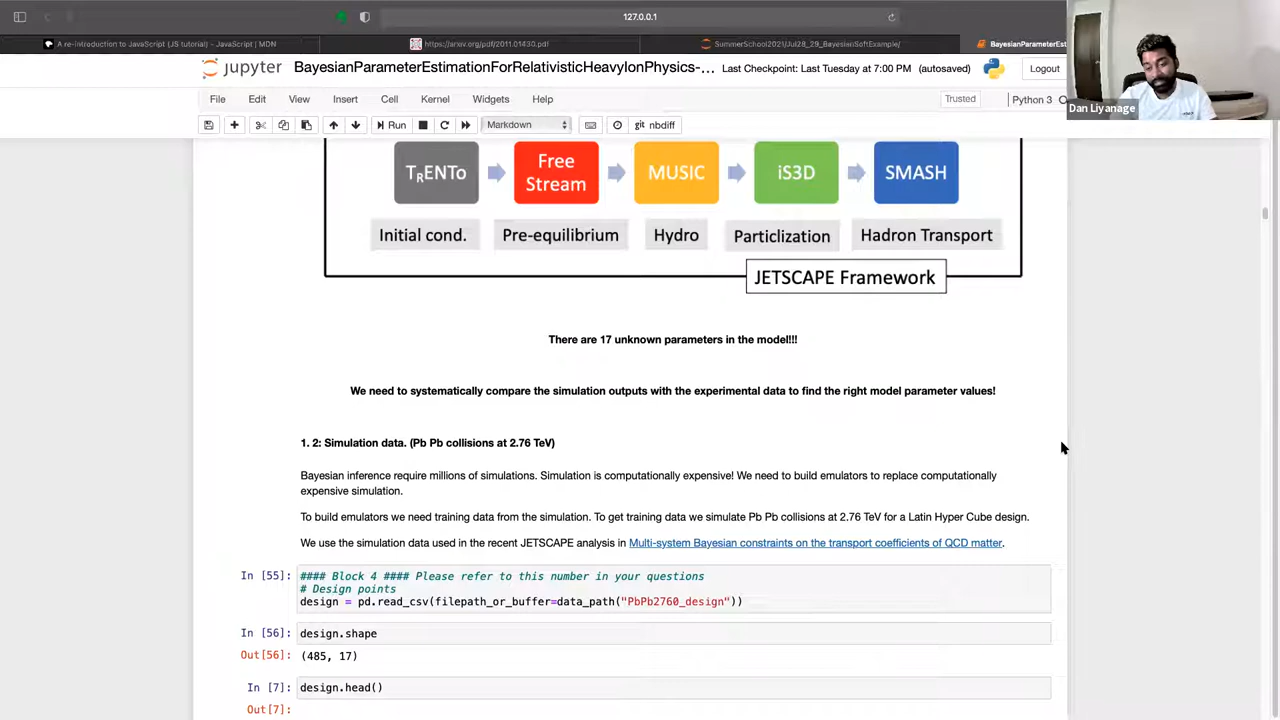 127.0.0.1
A re-introduction to JavaScript (JS tutorial) - JavaScript | MDN
https://arxiv.org/pdf/2011.01430.pdf
SummerSchool2021/Jul28_29_BayesianSoftExample/
BayesianParameterEst
jupyter BayesianParameterEstimationForRelativisticHeavyIonPhysics-... Last Checkpoint: Last Tuesday at 7:00 PM (autosaved)
Logout
Dan Liyanage
File Edit View Insert Cell Kernel Widgets Help
Trusted Python 3
Run Markdown git nbdiff
TRENTo Free Stream MUSIC iS3D SMASH
Initial cond. Pre-equilibrium Hydro Particlization Hadron Transport
JETSCAPE Framework
There are 17 unknown parameters in the model!!!
We need to systematically compare the simulation outputs with the experimental data to find the right model parameter values!
1. 2: Simulation data. (Pb Pb collisions at 2.76 TeV)
Bayesian inference require millions of simulations. Simulation is computationally expensive! We need to build emulators to replace computationally
expensive simulation.
To build emulators we need training data from the simulation. To get training data we simulate Pb Pb collisions at 2.76 TeV for a Latin Hyper Cube design.
We use the simulation data used in the recent JETSCAPE analysis in Multi-system Bayesian constraints on the transport coefficients of QCD matter.
In [55]: #### Block 4 #### Please refer to this number in your questions
# Design points
design = pd.read_csv(filepath_or_buffer=data_path("PbPb2760_design"))
In [56]: design.shape
Out[56]: (485, 17)
In [7]: design.head()
Out[7]: